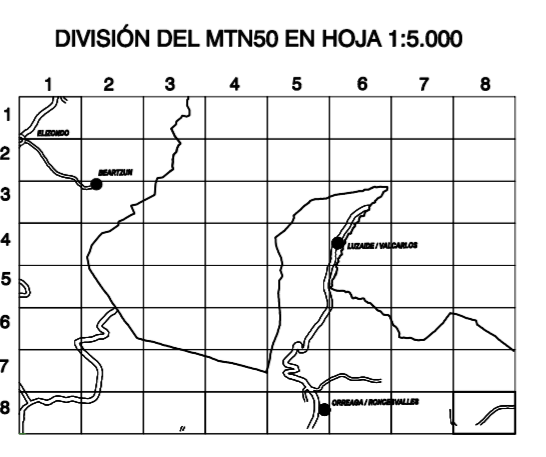 DIVISIÓN DEL MTN50 EN HOJA 1:5.000
1 2 3 4 5 6 7 8
1
ELIZONDO
2
BEARTZUN
3
4
LUZAIDE / VALCARLOS
5
6
7
8
ORREAGA / RONCESVALLES